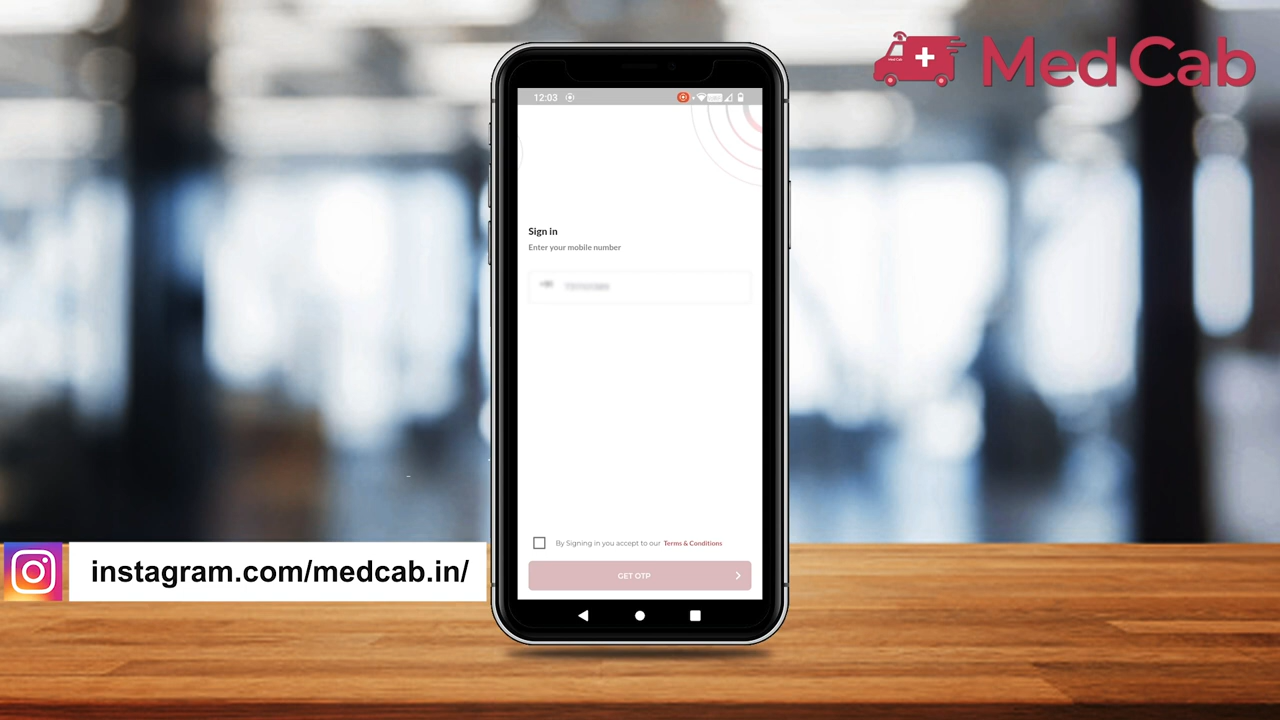 Med Cab
12:03
Sign in
Enter your mobile number
By Signing in you accept to our Terms & Conditions
GET OTP
instagram.com/medcab.in/